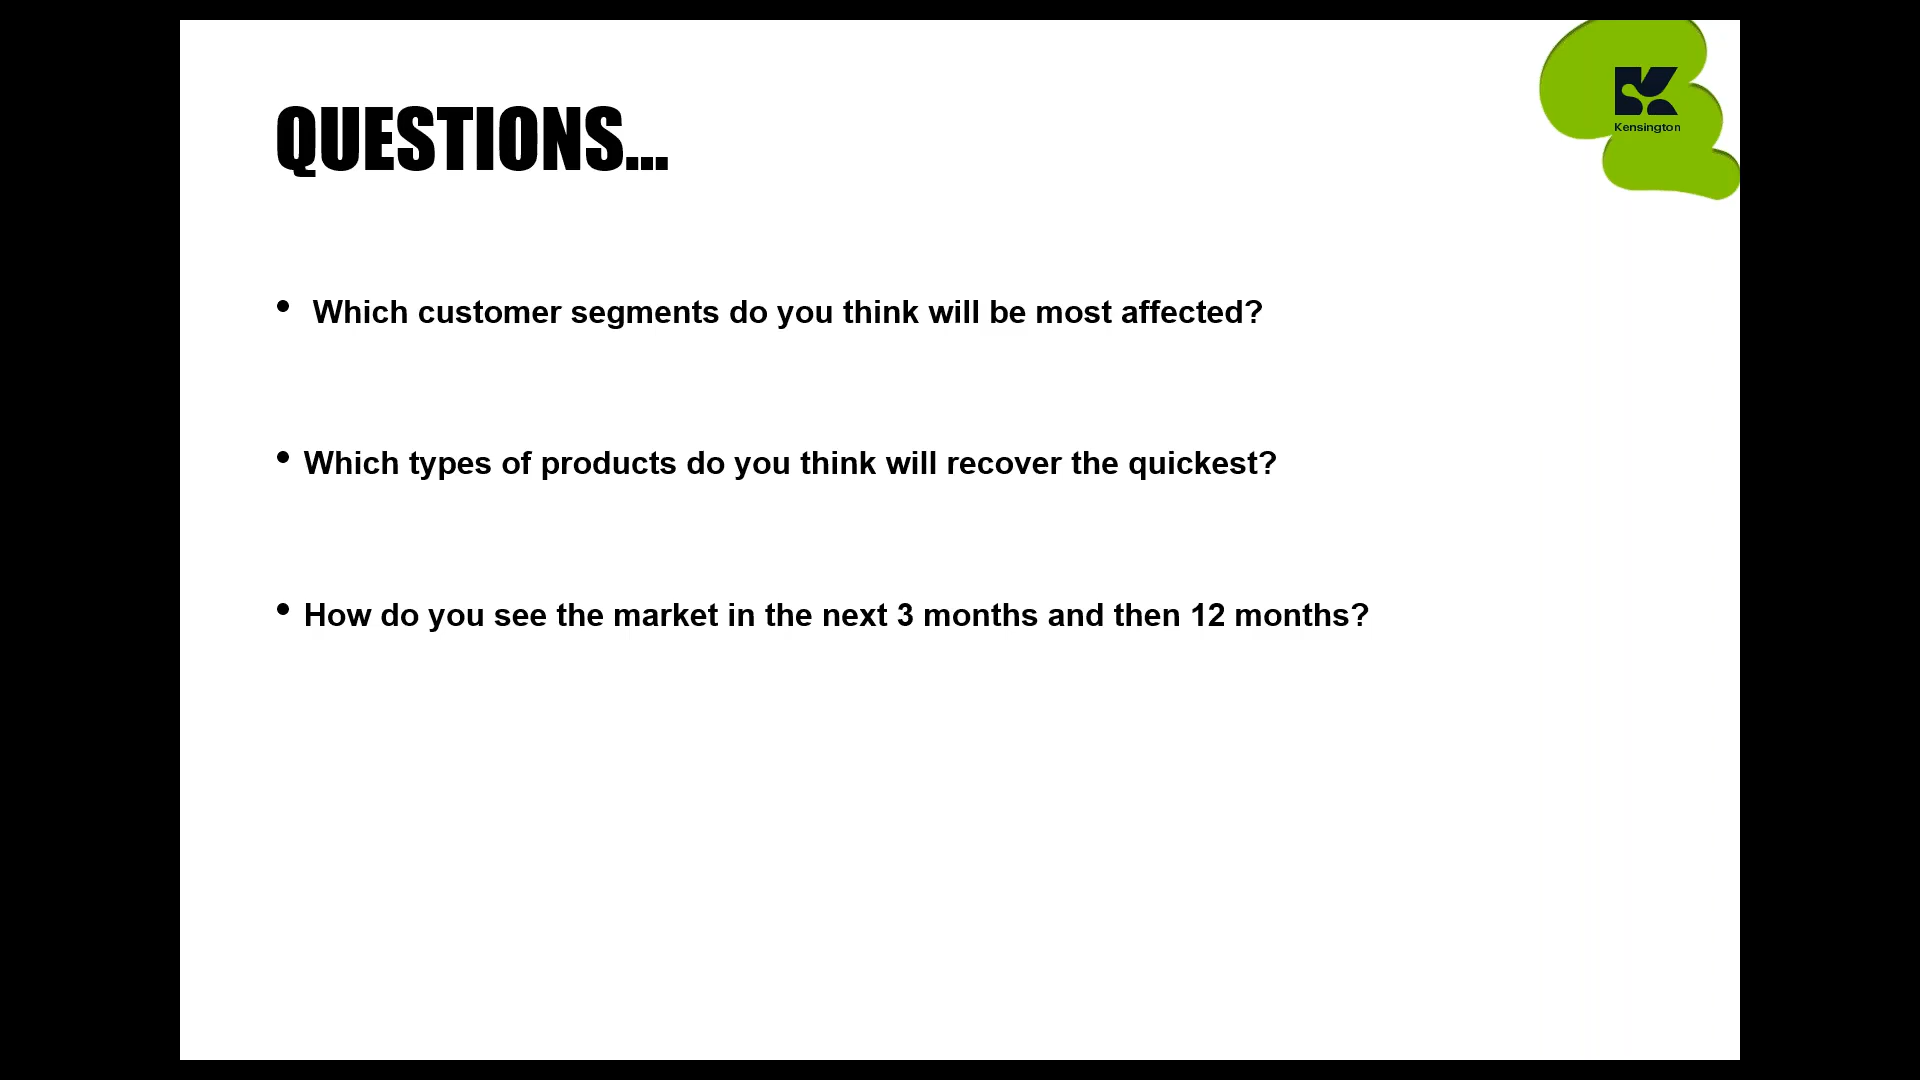 Kensington
QUESTIONS...
• Which customer segments do you think will be most affected?
• Which types of products do you think will recover the quickest?
• How do you see the market in the next 3 months and then 12 months?